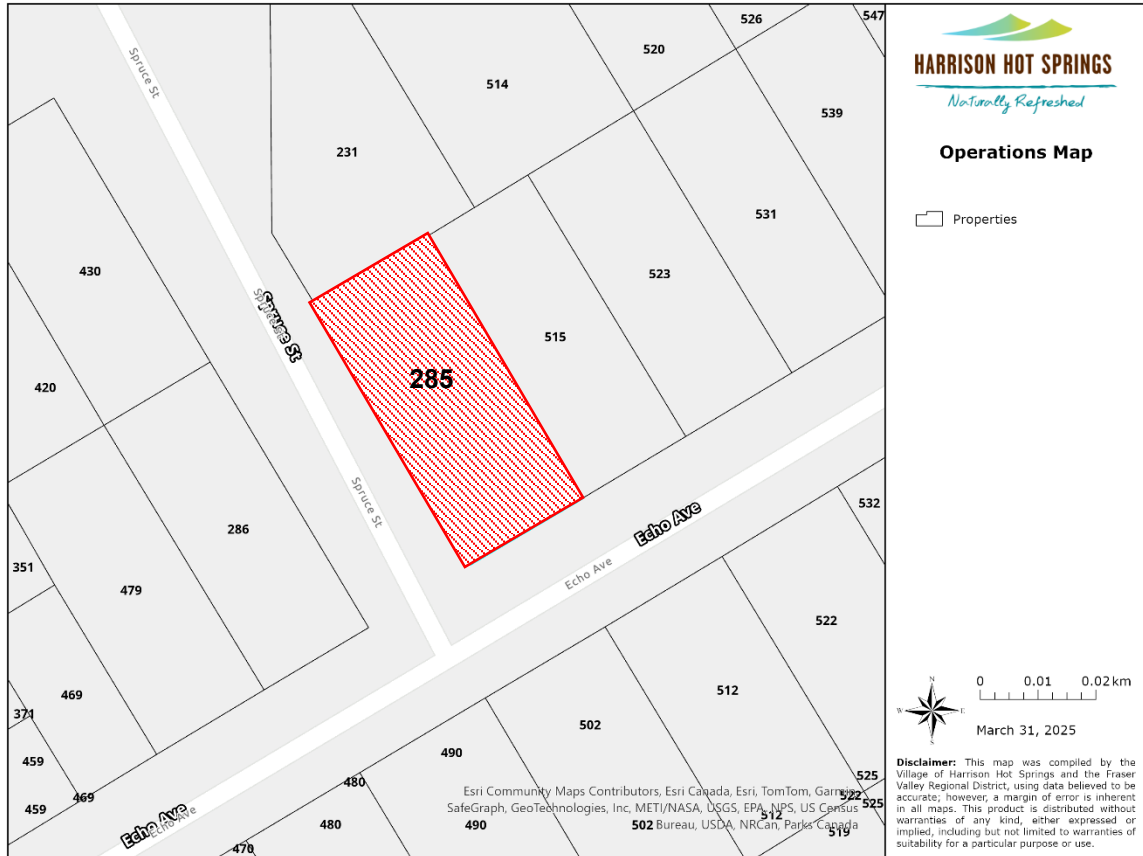 526
547
520
514
539
231
531
430
523
515
285
420
286
351
479
532
522
469
371
512
502
490
459
480
469
459
525
522
525
512
519
480
490
502
470
Spruce St
Spruce St
Spruce St
Echo Ave
Echo Ave
Echo Ave
Echo Ave
Esri Community Maps Contributors, Esri Canada, Esri, TomTom, Garmin,
SafeGraph, GeoTechnologies, Inc, METI/NASA, USGS, EPA, NPS, US Census
Bureau, USDA, NRCan, Parks Canada
HARRISON HOT SPRINGS
Naturally Refreshed
Operations Map
Properties
N
W
E
S
0 0.01 0.02 km
March 31, 2025
Disclaimer: This map was compiled by the
Village of Harrison Hot Springs and the Fraser
Valley Regional District, using data believed to be
accurate; however, a margin of error is inherent
in all maps. This product is distributed without
warranties of any kind, either expressed or
implied, including but not limited to warranties of
suitability for a particular purpose or use.